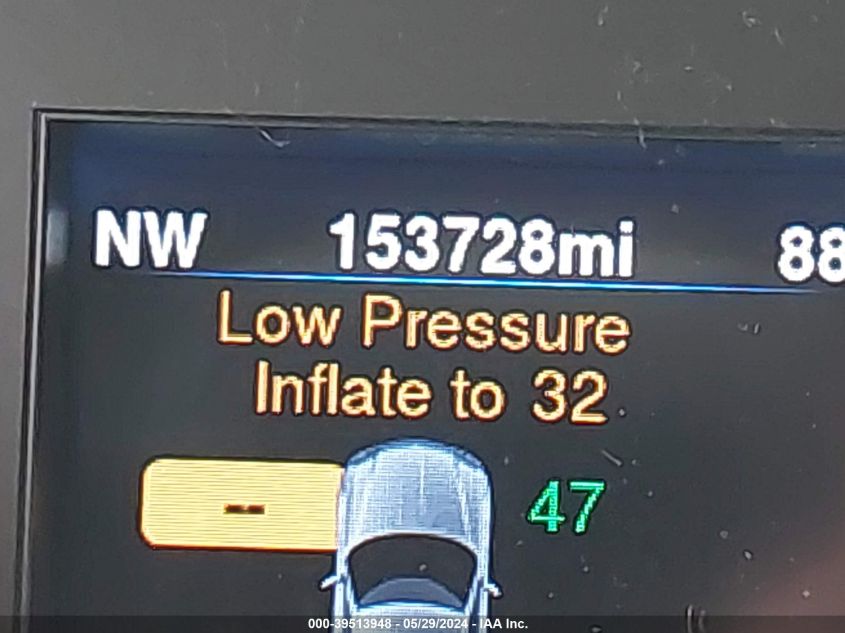 NW 153728mi 88
Low Pressure
Inflate to 32
-- 47
000-39513948 - 05/29/2024 - IAA Inc.